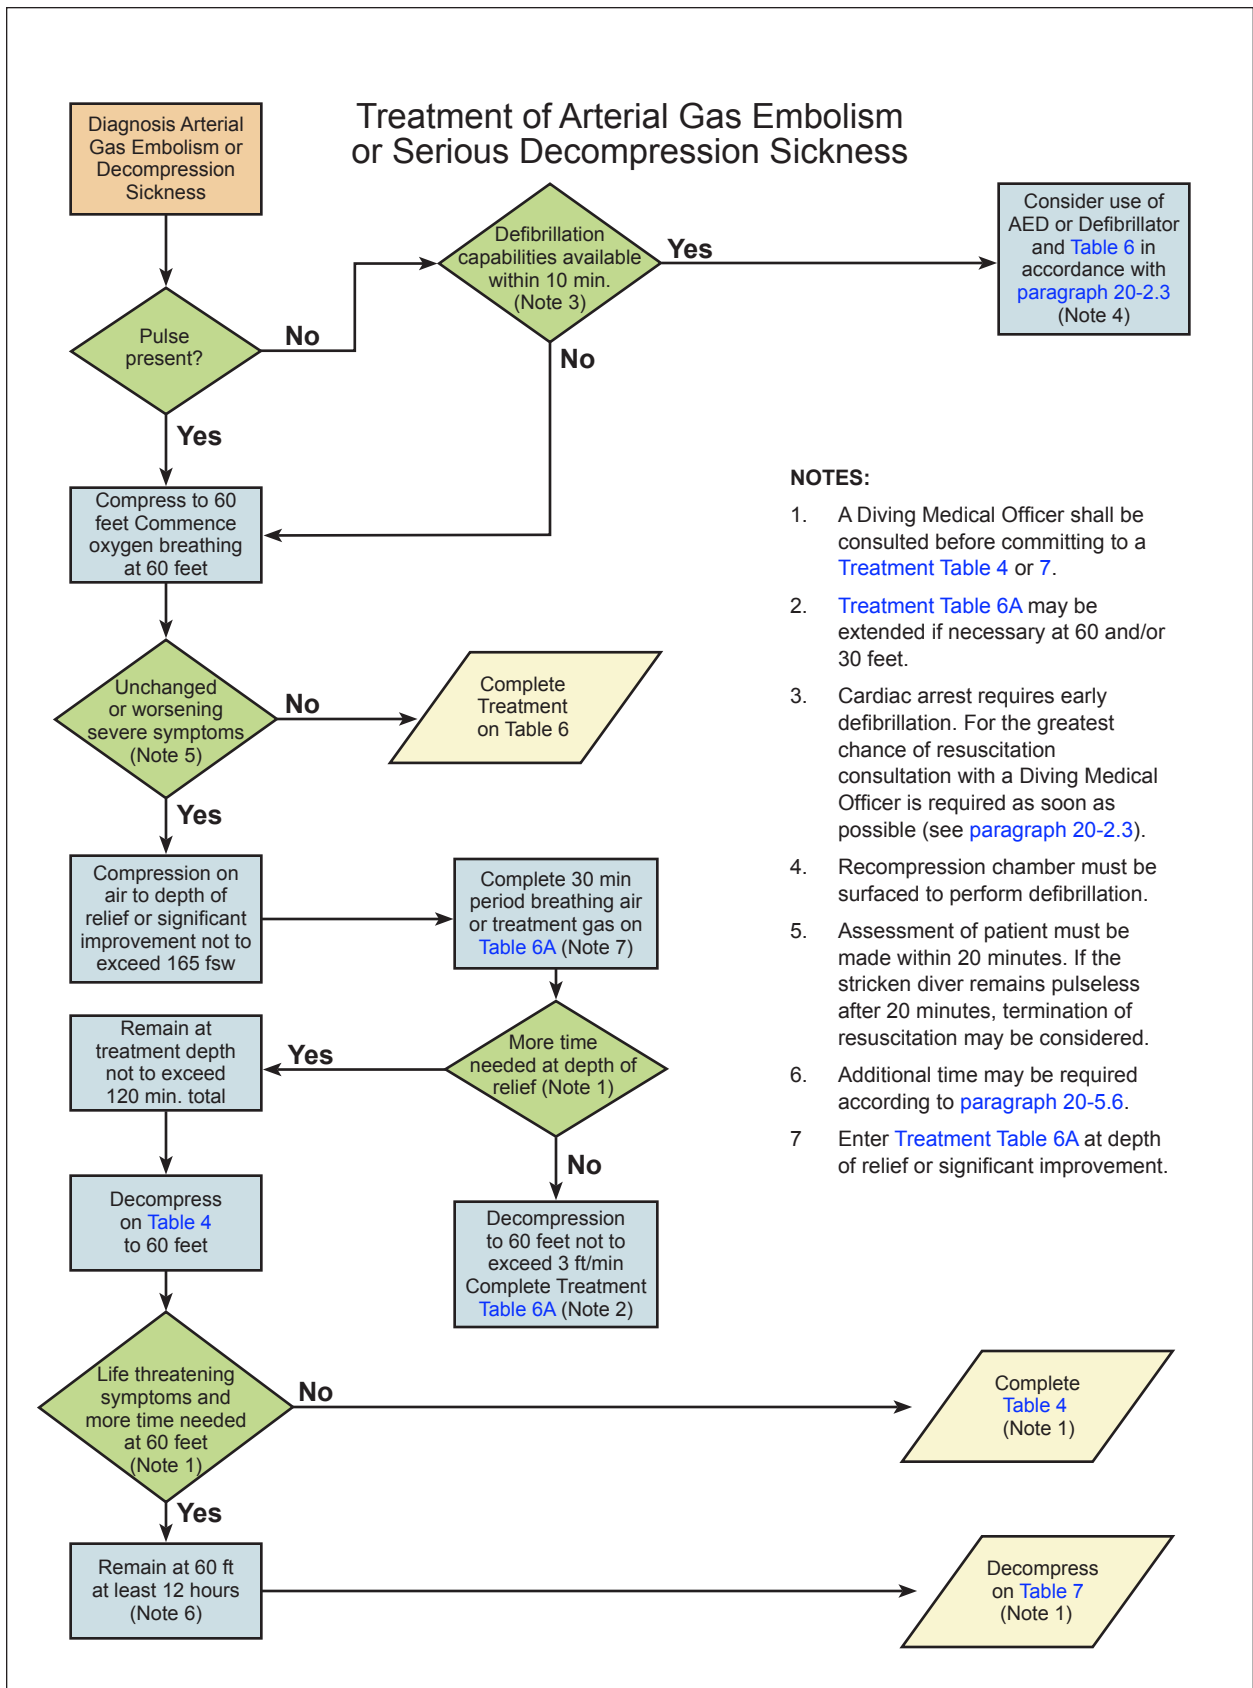 Treatment of Arterial Gas Embolism
or Serious Decompression Sickness
Diagnosis Arterial
Gas Embolism or
Decompression
Sickness
Pulse
present?
No
Yes
Defibrillation
capabilities available
within 10 min.
(Note 3)
Yes
No
Consider use of
AED or Defibrillator
and Table 6 in
accordance with
paragraph 20-2.3
(Note 4)
Compress to 60
feet Commence
oxygen breathing
at 60 feet
Unchanged
or worsening
severe symptoms
(Note 5)
No
Yes
Complete
Treatment
on Table 6
Compression on
air to depth of
relief or significant
improvement not to
exceed 165 fsw
Complete 30 min
period breathing air
or treatment gas on
Table 6A (Note 7)
More time
needed at depth of
relief (Note 1)
Yes
No
Remain at
treatment depth
not to exceed
120 min. total
Decompress
on Table 4
to 60 feet
Decompression
to 60 feet not to
exceed 3 ft/min
Complete Treatment
Table 6A (Note 2)
Life threatening
symptoms and
more time needed
at 60 feet
(Note 1)
No
Yes
Complete
Table 4
(Note 1)
Remain at 60 ft
at least 12 hours
(Note 6)
Decompress
on Table 7
(Note 1)
NOTES:
1. A Diving Medical Officer shall be
consulted before committing to a
Treatment Table 4 or 7.
2. Treatment Table 6A may be
extended if necessary at 60 and/or
30 feet.
3. Cardiac arrest requires early
defibrillation. For the greatest
chance of resuscitation
consultation with a Diving Medical
Officer is required as soon as
possible (see paragraph 20-2.3).
4. Recompression chamber must be
surfaced to perform defibrillation.
5. Assessment of patient must be
made within 20 minutes. If the
stricken diver remains pulseless
after 20 minutes, termination of
resuscitation may be considered.
6. Additional time may be required
according to paragraph 20-5.6.
7 Enter Treatment Table 6A at depth
of relief or significant improvement.